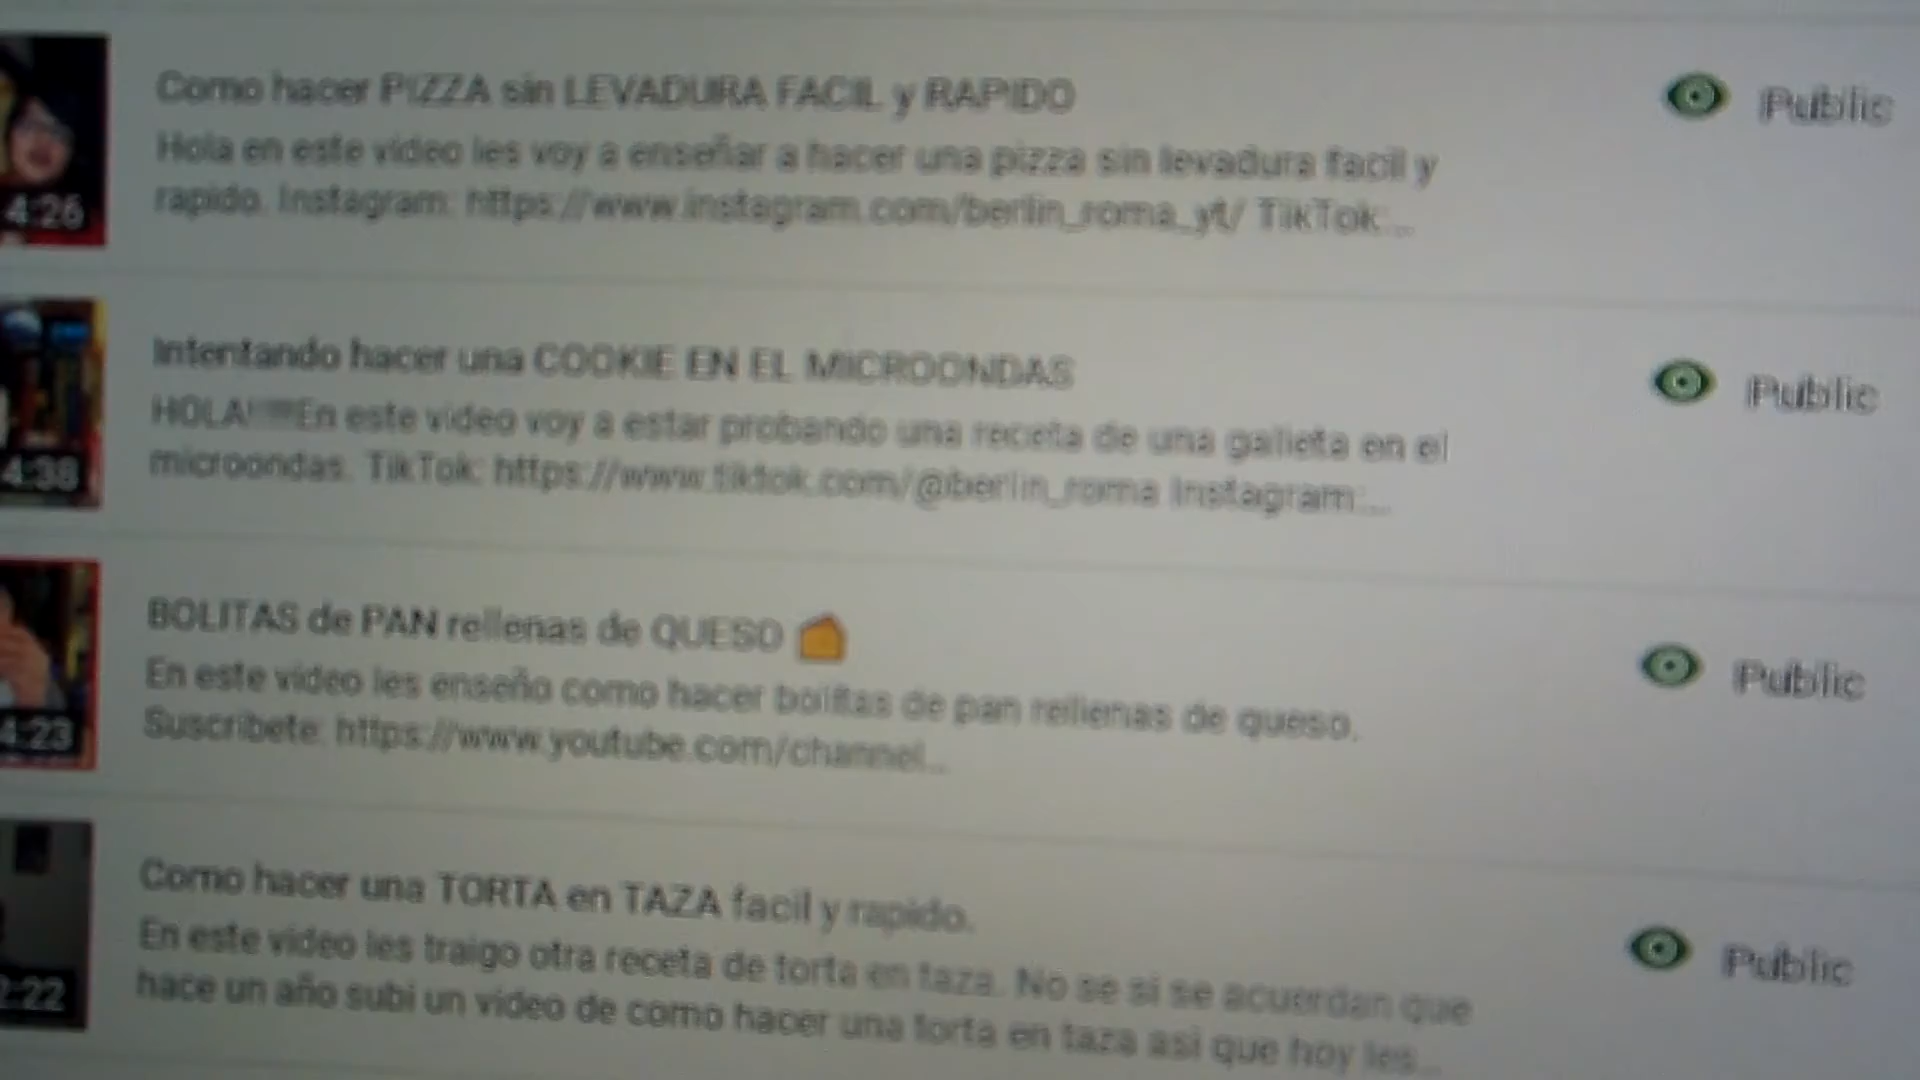 Como hacer PIZZA sin LEVADURA FACIL y RAPIDO
Public
Hola en este video les voy a enseñar a hacer una pizza sin levadura facil y
rapido. Instagram: https://www.instagram.com/berlin_roma_yt/ TikTok:...
4:26
Intentando hacer una COOKIE EN EL MICROONDAS
Public
HOLA!!!!!En este video voy a estar probando una receta de una galleta en el
microondas. TikTok: https://www.tiktok.com/@berlin_roma Instagram:...
4:38
BOLITAS de PAN rellenas de QUESO
Public
En este video les enseño como hacer bolitas de pan rellenas de queso.
Suscribete: https://www.youtube.com/channel...
4:23
Como hacer una TORTA en TAZA facil y rapido.
Public
En este video les traigo otra receta de torta en taza. No se si se acuerdan que
hace un año subi un video de como hacer una torta en taza asi que hoy les...
2:22